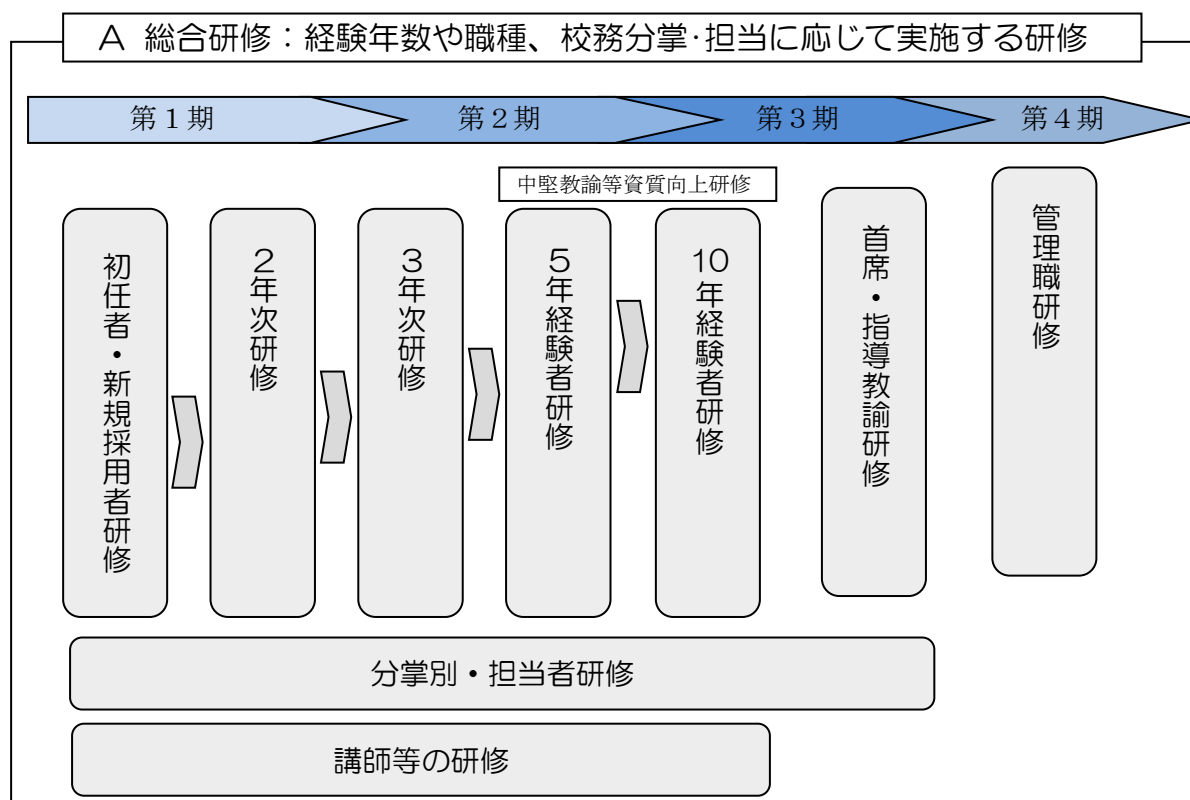 A 総合研修：経験年数や職種、校務分掌・担当に応じて実施する研修
第１期
第２期
第３期
第４期
中堅教諭等資質向上研修
初任者・新規採用者研修
２年次研修
３年次研修
５年経験者研修
10年経験者研修
首席・指導教諭研修
管理職研修
分掌別・担当者研修
講師等の研修